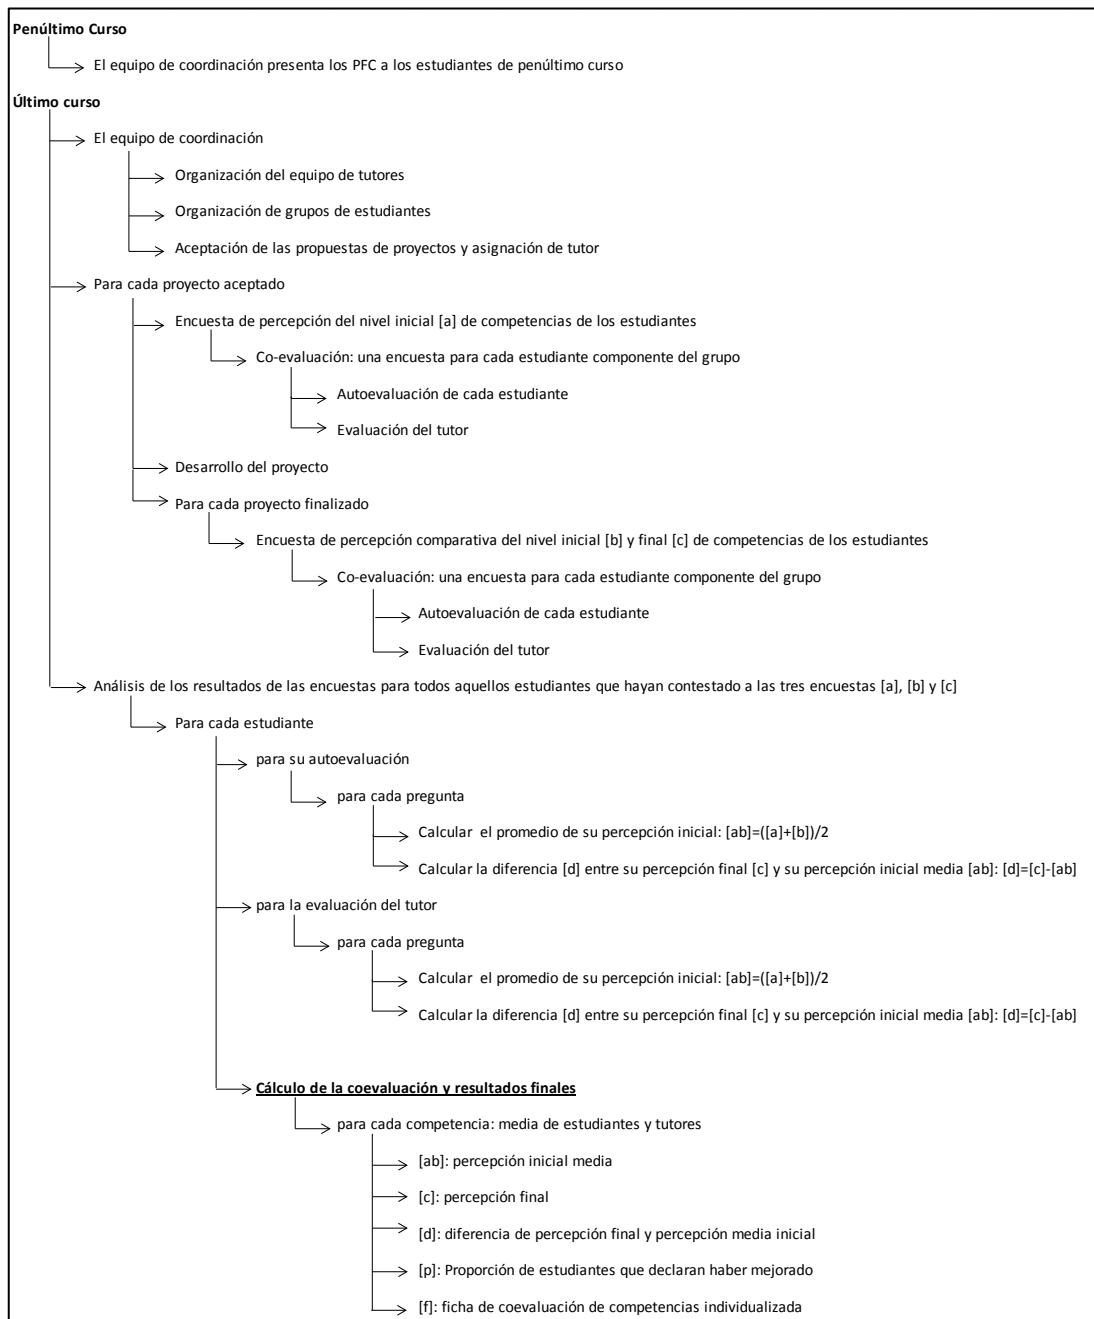 Penúltimo Curso
El equipo de coordinación presenta los PFC a los estudiantes de penúltimo curso
Último curso
El equipo de coordinación
Organización del equipo de tutores
Organización de grupos de estudiantes
Aceptación de las propuestas de proyectos y asignación de tutor
Para cada proyecto aceptado
Encuesta de percepción del nivel inicial [a] de competencias de los estudiantes
Co-evaluación: una encuesta para cada estudiante componente del grupo
Autoevaluación de cada estudiante
Evaluación del tutor
Desarrollo del proyecto
Para cada proyecto finalizado
Encuesta de percepción comparativa del nivel inicial [b] y final [c] de competencias de los estudiantes
Co-evaluación: una encuesta para cada estudiante componente del grupo
Autoevaluación de cada estudiante
Evaluación del tutor
Análisis de los resultados de las encuestas para todos aquellos estudiantes que hayan contestado a las tres encuestas [a], [b] y [c]
Para cada estudiante
para su autoevaluación
para cada pregunta
Calcular el promedio de su percepción inicial: [ab]=([a]+[b])/2
Calcular la diferencia [d] entre su percepción final [c] y su percepción inicial media [ab]: [d]=[c]-[ab]
para la evaluación del tutor
para cada pregunta
Calcular el promedio de su percepción inicial: [ab]=([a]+[b])/2
Calcular la diferencia [d] entre su percepción final [c] y su percepción inicial media [ab]: [d]=[c]-[ab]
Cálculo de la coevaluación y resultados finales
para cada competencia: media de estudiantes y tutores
[ab]: percepción inicial media
[c]: percepción final
[d]: diferencia de percepción final y percepción media inicial
[p]: Proporción de estudiantes que declaran haber mejorado
[f]: ficha de coevaluación de competencias individualizada